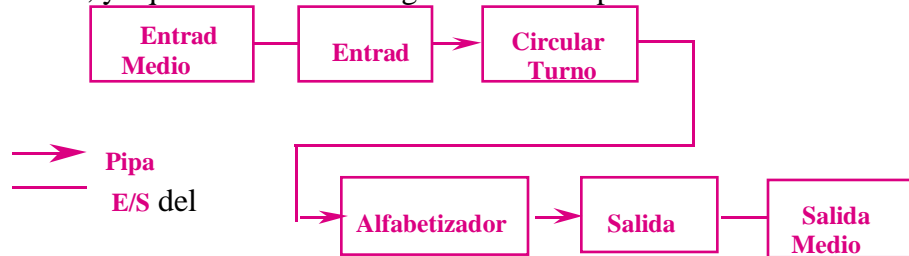 Entrad
Medio
Entrad
Circular
Turno
Pipa
E/S del
Alfabetizador
Salida
Salida
Medio